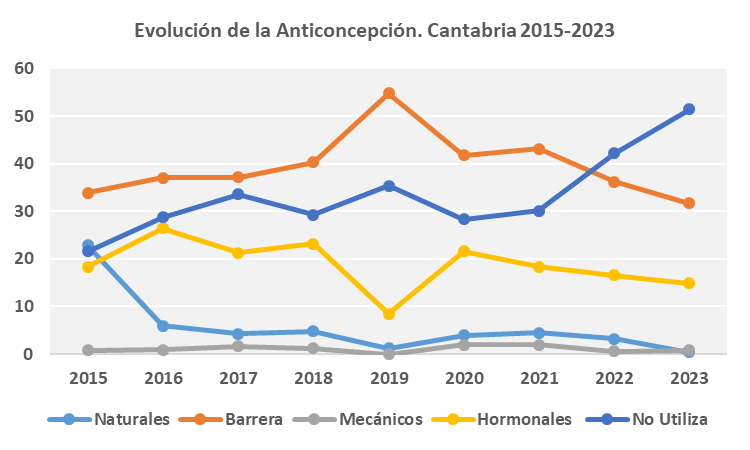 Evolución de la Anticoncepción. Cantabria 2015-2023
60
50
40
30
20
10
0
2015 2016 2017 2018 2019 2020 2021 2022 2023
Naturales Barrera Mecánicos Hormonales No Utiliza